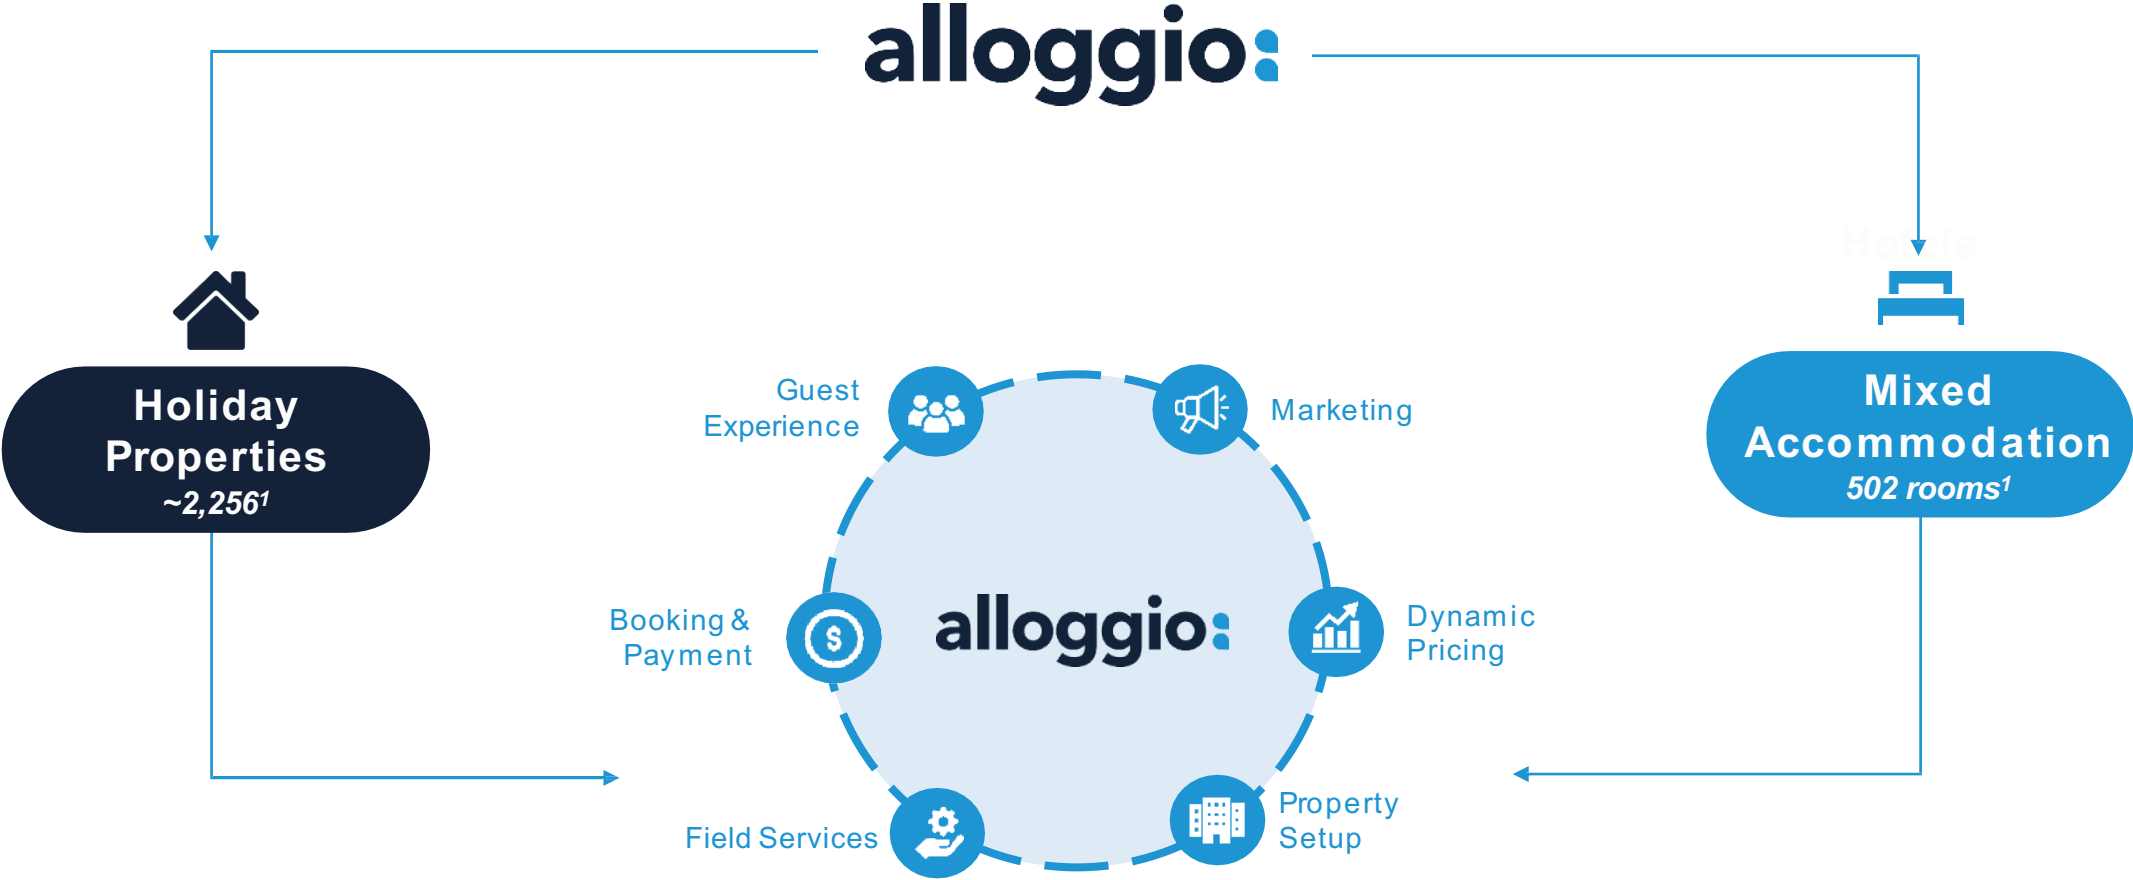 alloggio:
Hotels
Holiday
Properties
~2,256¹
Mixed
Accommodation
502 rooms¹
Guest
Experience
Marketing
Booking &
Payment
$
alloggio:
Dynamic
Pricing
Field Services
Property
Setup